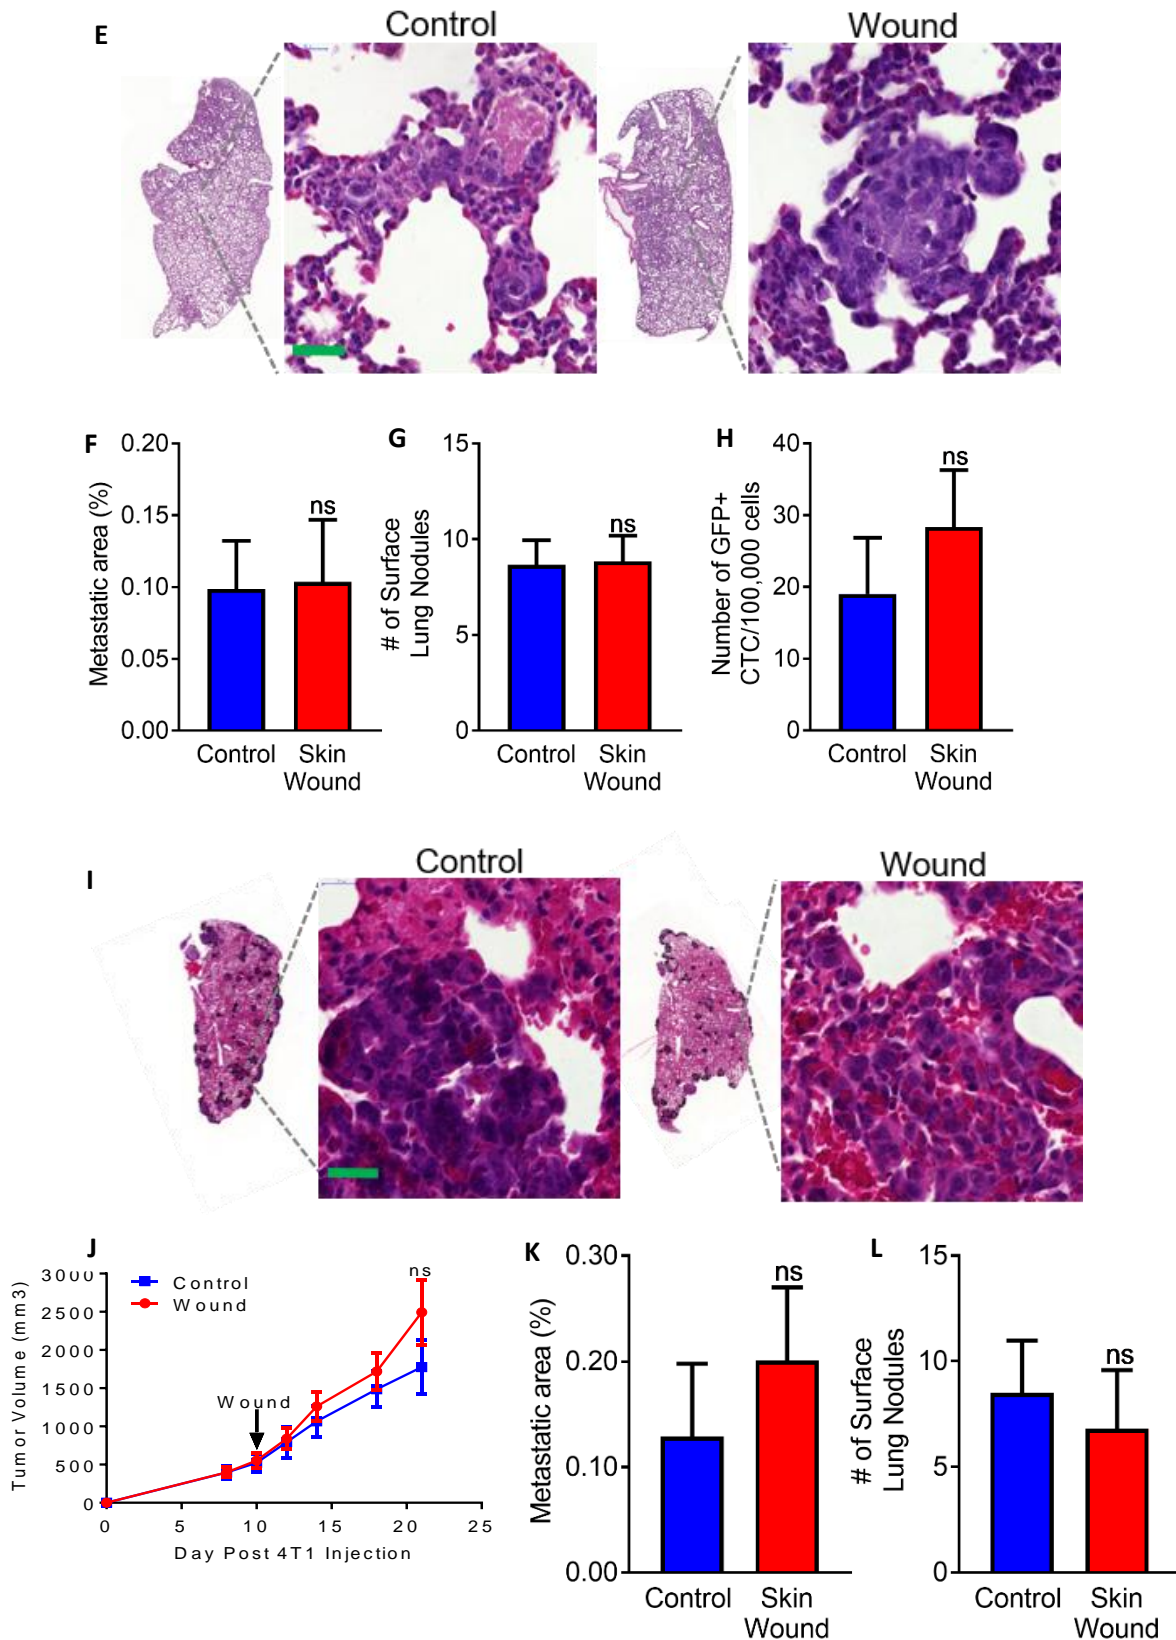 E
Control
Wound
F
Metastatic area (%)
0.20
0.15
0.10
0.05
0.00
ns
Control
Skin
Wound
G
# of Surface
Lung Nodules
15
10
5
0
ns
Control
Skin
Wound
H
Number of GFP+
CTC/100,000 cells
40
30
20
10
0
ns
Control
Skin
Wound
I
Control
Wound
J
Tumor Volume (mm3)
3000
2500
2000
1500
1000
500
0
Control
Wound
Wound
ns
0 5 10 15 20 25
Day Post 4T1 Injection
K
Metastatic area (%)
0.30
0.20
0.10
0.00
ns
Control
Skin
Wound
L
# of Surface
Lung Nodules
15
10
5
0
ns
Control
Skin
Wound